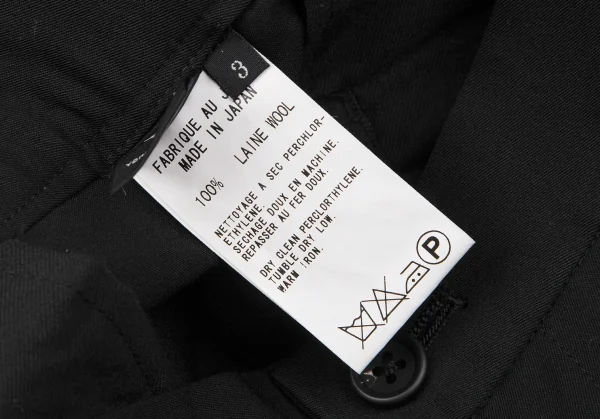 3
FABRIQUE AU
MADE IN JAPAN
100% LAINE WOOL
NETTOYAGE A SEC PERCHLOR-
ETHYLENE.
SECHAGE DOUX EN MACHINE.
REPASSER AU FER DOUX.
DRY CLEAN PERCLORTHYLENE.
TUMBLE DRY LOW.
WARM IRON.
P